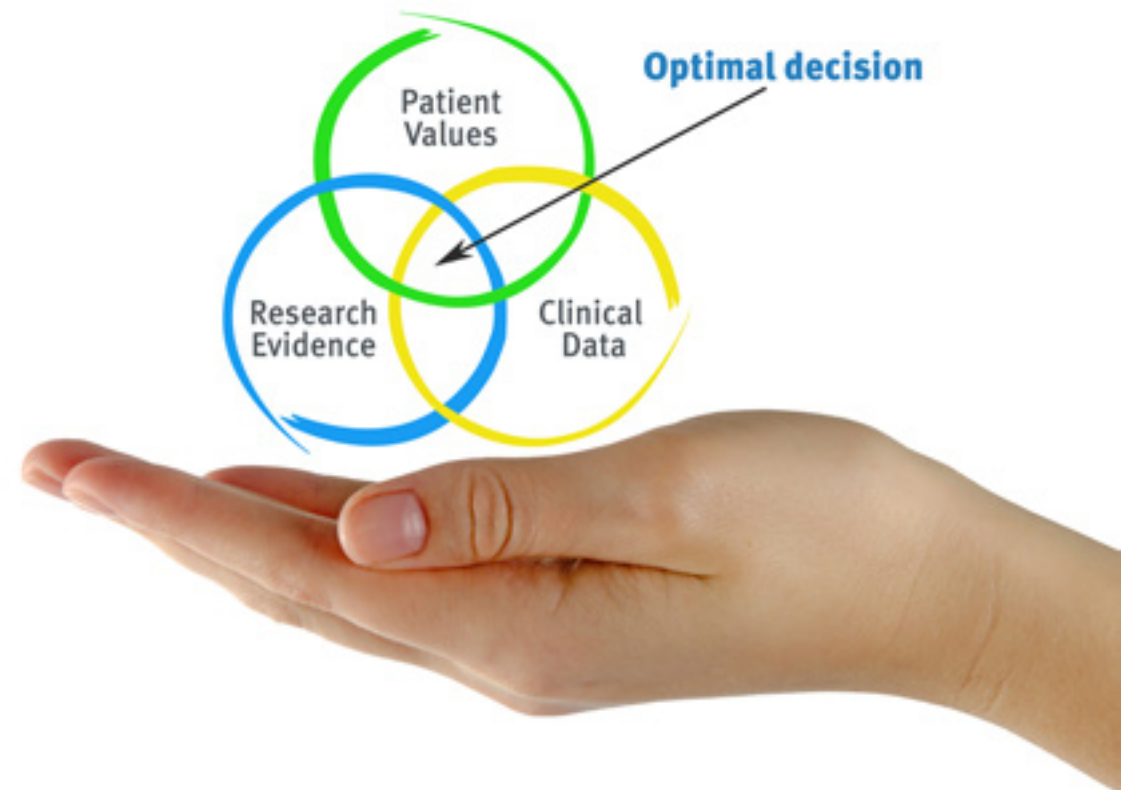 Optimal decision
Patient
Values
Research
Evidence
Clinical
Data